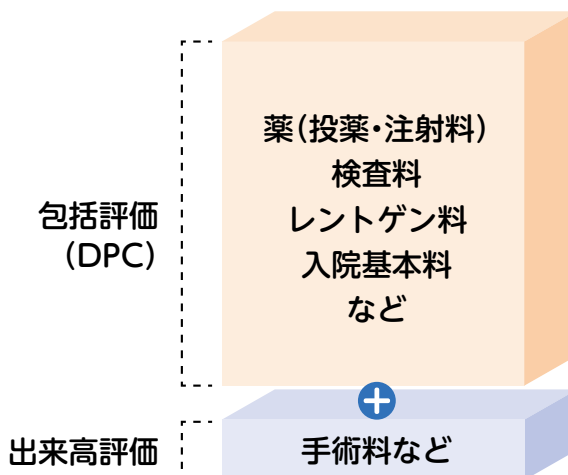 薬(投薬・注射料)
検査料
レントゲン料
入院基本料
など
包括評価
(DPC)
+
出来高評価
手術料など